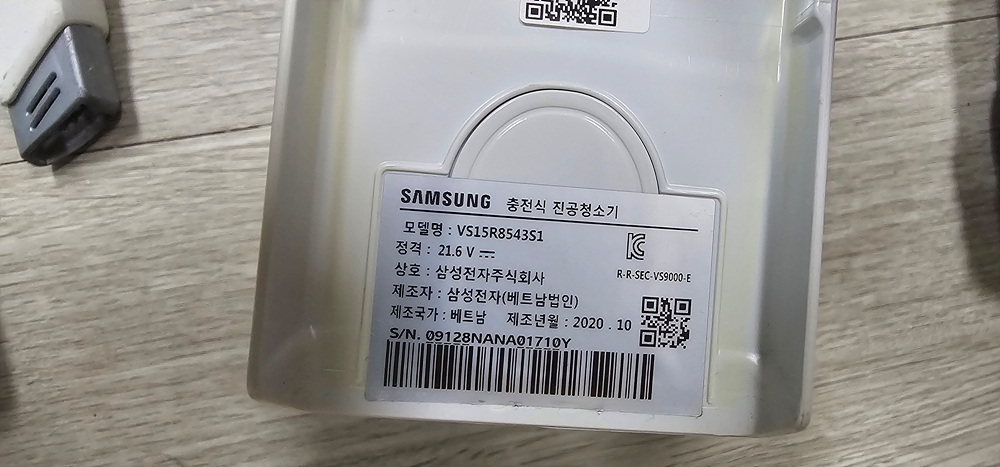 SAMSUNG 충전식 진공청소기
모델명 : VS15R8543S1
정격 : 21.6 V ⎓
상호 : 삼성전자주식회사
R-R-SEC-VS9000-E
제조자 : 삼성전자(베트남법인)
제조국가 : 베트남 제조년월 : 2020 . 10
S/N. 09128NANA01710Y